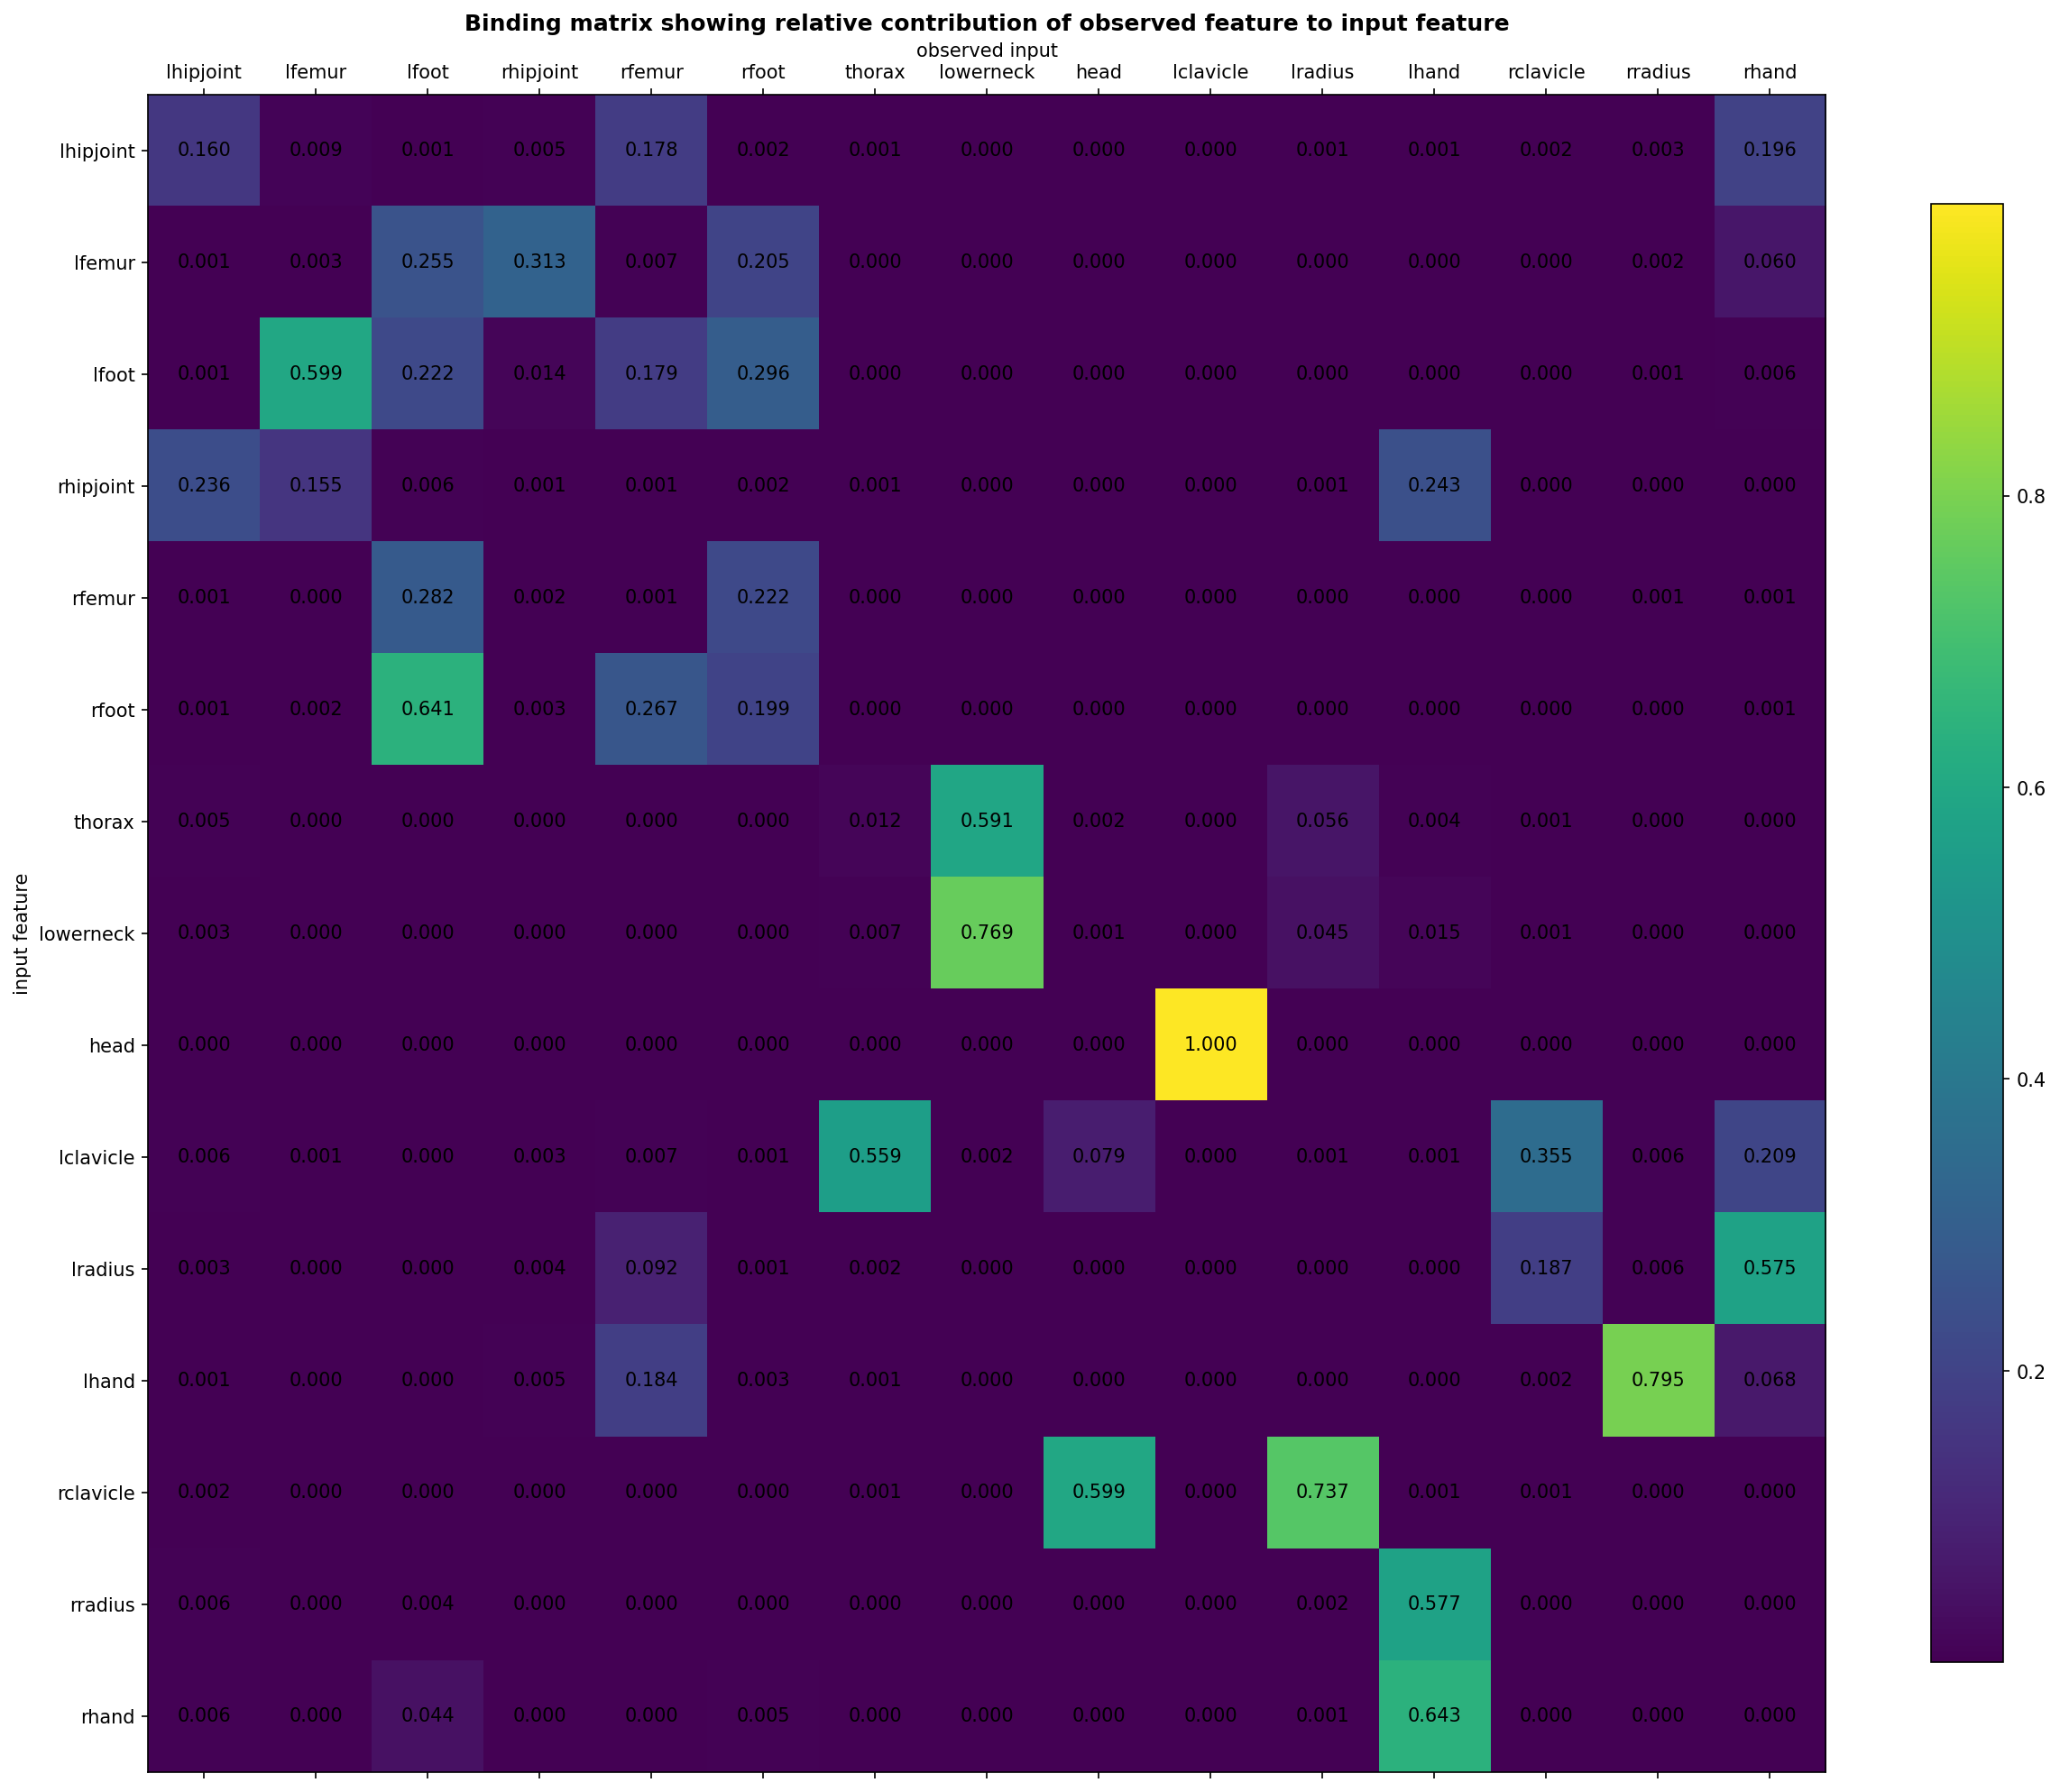 Binding matrix showing relative contribution of observed feature to input feature
observed input
lhipjoint lfemur lfoot rhipjoint rfemur rfoot thorax lowerneck head lclavicle lradius lhand rclavicle rradius rhand
input feature
lhipjoint 0.160 0.009 0.001 0.005 0.178 0.002 0.001 0.000 0.000 0.000 0.001 0.001 0.002 0.003 0.196
lfemur 0.001 0.003 0.255 0.313 0.007 0.205 0.000 0.000 0.000 0.000 0.000 0.000 0.000 0.002 0.060
lfoot 0.001 0.599 0.222 0.014 0.179 0.296 0.000 0.000 0.000 0.000 0.000 0.000 0.000 0.001 0.006
rhipjoint 0.236 0.155 0.006 0.001 0.001 0.002 0.001 0.000 0.000 0.000 0.001 0.243 0.000 0.000 0.000
rfemur 0.001 0.000 0.282 0.002 0.001 0.222 0.000 0.000 0.000 0.000 0.000 0.000 0.000 0.001 0.001
rfoot 0.001 0.002 0.641 0.003 0.267 0.199 0.000 0.000 0.000 0.000 0.000 0.000 0.000 0.000 0.001
thorax 0.005 0.000 0.000 0.000 0.000 0.000 0.012 0.591 0.002 0.000 0.056 0.004 0.001 0.000 0.000
lowerneck 0.003 0.000 0.000 0.000 0.000 0.000 0.007 0.769 0.001 0.000 0.045 0.015 0.001 0.000 0.000
head 0.000 0.000 0.000 0.000 0.000 0.000 0.000 0.000 0.000 1.000 0.000 0.000 0.000 0.000 0.000
lclavicle 0.006 0.001 0.000 0.003 0.007 0.001 0.559 0.002 0.079 0.000 0.001 0.001 0.355 0.006 0.209
lradius 0.003 0.000 0.000 0.004 0.092 0.001 0.002 0.000 0.000 0.000 0.000 0.000 0.187 0.006 0.575
lhand 0.001 0.000 0.000 0.005 0.184 0.003 0.001 0.000 0.000 0.000 0.000 0.000 0.002 0.795 0.068
rclavicle 0.002 0.000 0.000 0.000 0.000 0.000 0.001 0.000 0.599 0.000 0.737 0.001 0.001 0.000 0.000
rradius 0.006 0.000 0.004 0.000 0.000 0.000 0.000 0.000 0.000 0.000 0.002 0.577 0.000 0.000 0.000
rhand 0.006 0.000 0.044 0.000 0.000 0.005 0.000 0.000 0.000 0.000 0.001 0.643 0.000 0.000 0.000
0.8
0.6
0.4
0.2